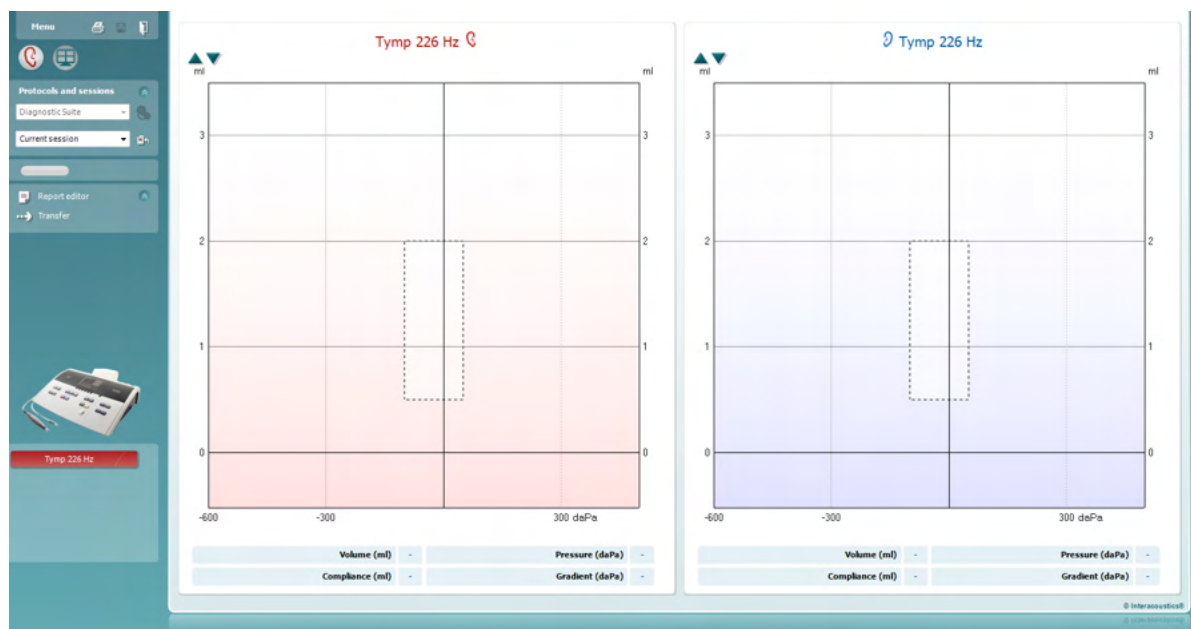 Menu
Protocols and sessions
Diagnostic Suite
Current session
Report editor
Transfer
Tymp 226 Hz
Tymp 226 Hz
ml
ml
3
3
2
2
1
1
0
0
-600
-300
300 daPa
Volume (ml) -
Pressure (daPa) -
Compliance (ml) -
Gradient (daPa) -
Tymp 226 Hz
ml
ml
3
3
2
2
1
1
0
0
-600
-300
300 daPa
Volume (ml) -
Pressure (daPa) -
Compliance (ml) -
Gradient (daPa) -
© Interacoustics®